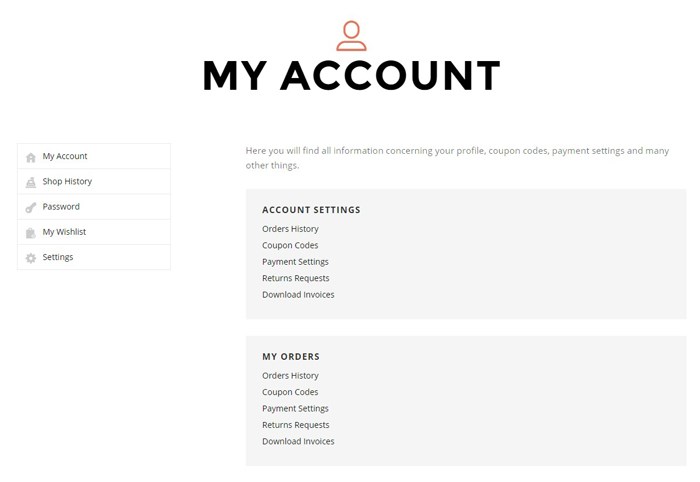 MY ACCOUNT
My Account
Shop History
Password
My Wishlist
Settings
Here you will find all information concerning your profile, coupon codes, payment settings and many
other things.
ACCOUNT SETTINGS
Orders History
Coupon Codes
Payment Settings
Returns Requests
Download Invoices
MY ORDERS
Orders History
Coupon Codes
Payment Settings
Returns Requests
Download Invoices